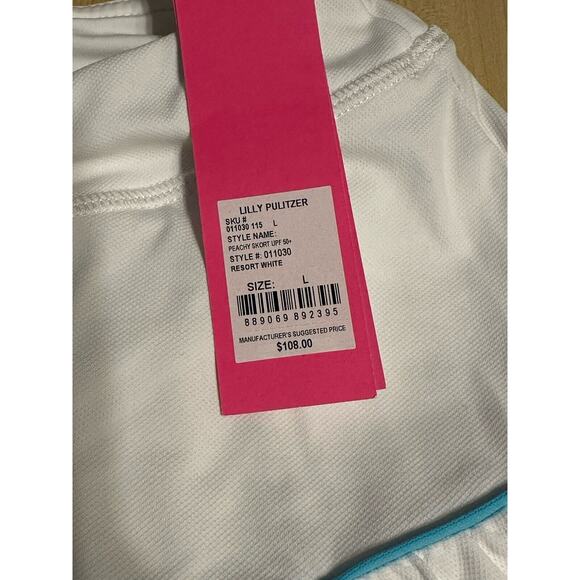 LILLY PULITZER
SKU #
011030 115 L
STYLE NAME:
PEACHY SKORT UPF 50+
STYLE #: 011030
RESORT WHITE
SIZE: L
889069 892395
MANUFACTURER'S SUGGESTED PRICE
$108.00